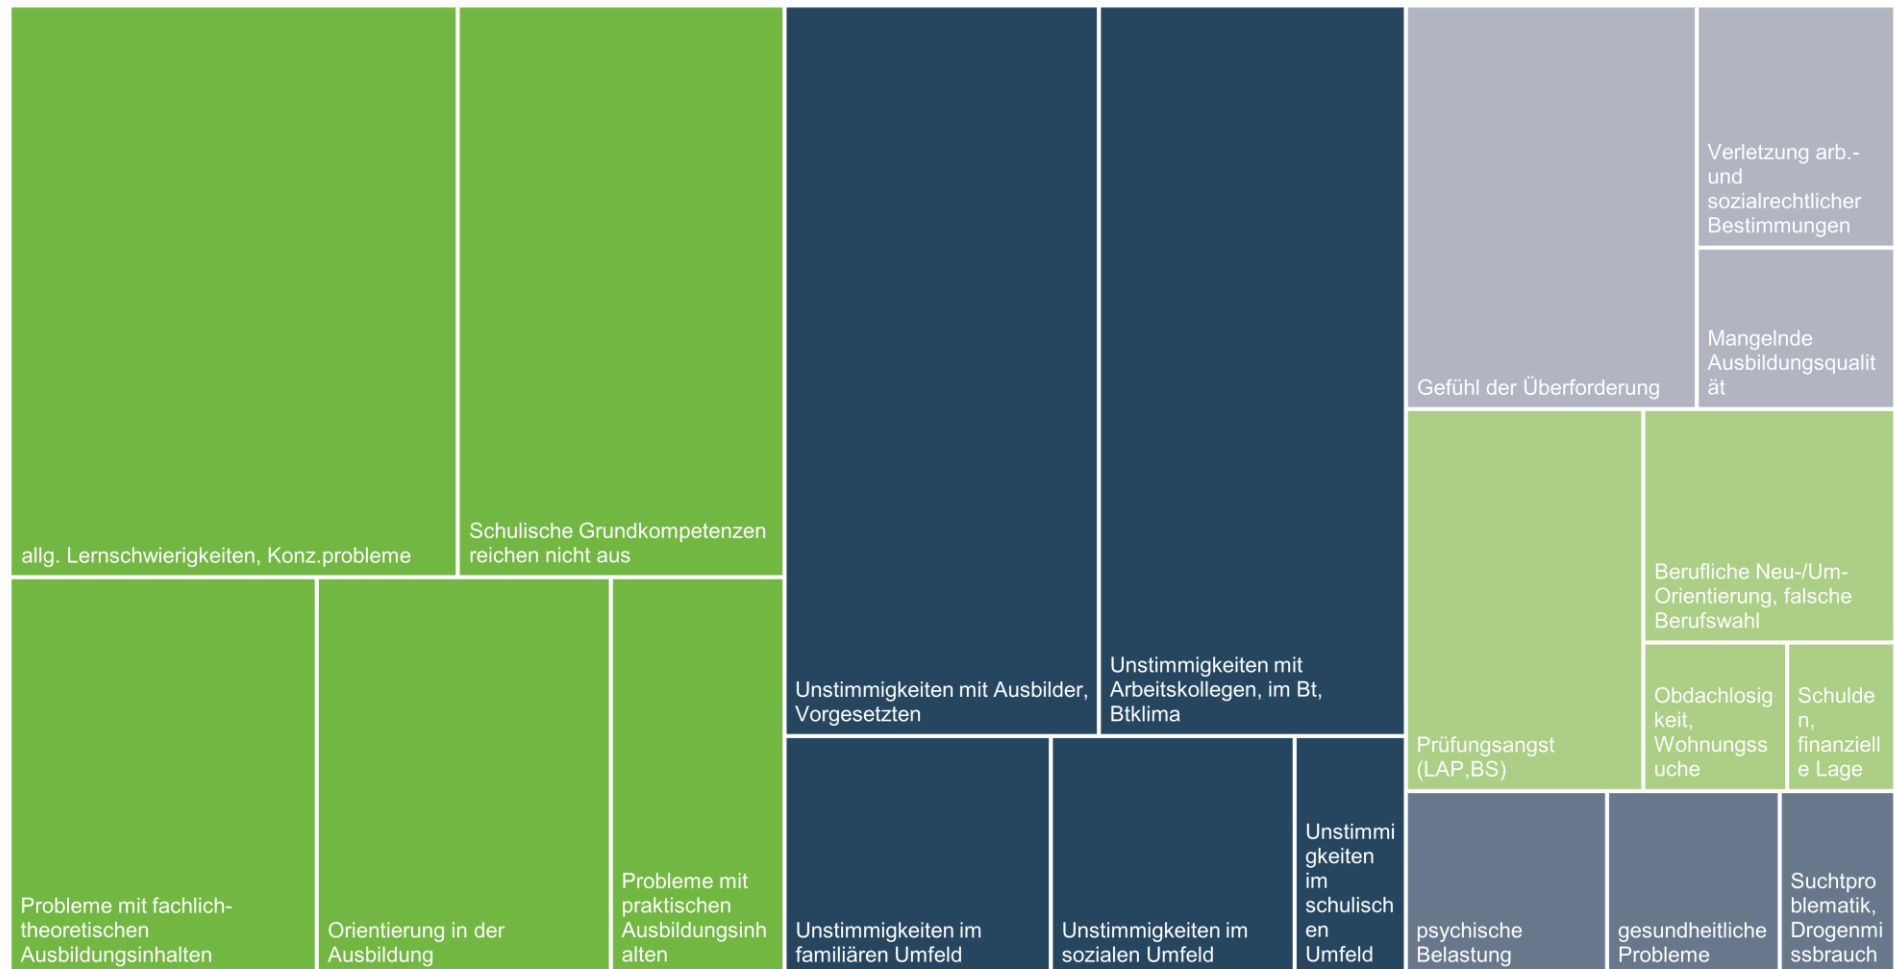 allg. Lernschwierigkeiten, Konz.probleme
Schulische Grundkompetenzen
reichen nicht aus
Probleme mit fachlich-
theoretischen
Ausbildungsinhalten
Orientierung in der
Ausbildung
Probleme mit
praktischen
Ausbildungsinh
alten
Unstimmigkeiten mit Ausbilder,
Vorgesetzten
Unstimmigkeiten mit
Arbeitskollegen, im Bt,
Btklima
Unstimmigkeiten im
familiären Umfeld
Unstimmigkeiten im
sozialen Umfeld
Unstimmi
gkeiten
im
schulisch
en
Umfeld
Gefühl der Überforderung
Verletzung arb.-
und
sozialrechtlicher
Bestimmungen
Mangelnde
Ausbildungsqualit
ät
Prüfungsangst
(LAP,BS)
Berufliche Neu-/Um-
Orientierung, falsche
Berufswahl
Obdachlosig
keit,
Wohnungss
uche
Schulde
n,
finanziell
e Lage
psychische
Belastung
gesundheitliche
Probleme
Suchtpro
blematik,
Drogenmi
ssbrauch